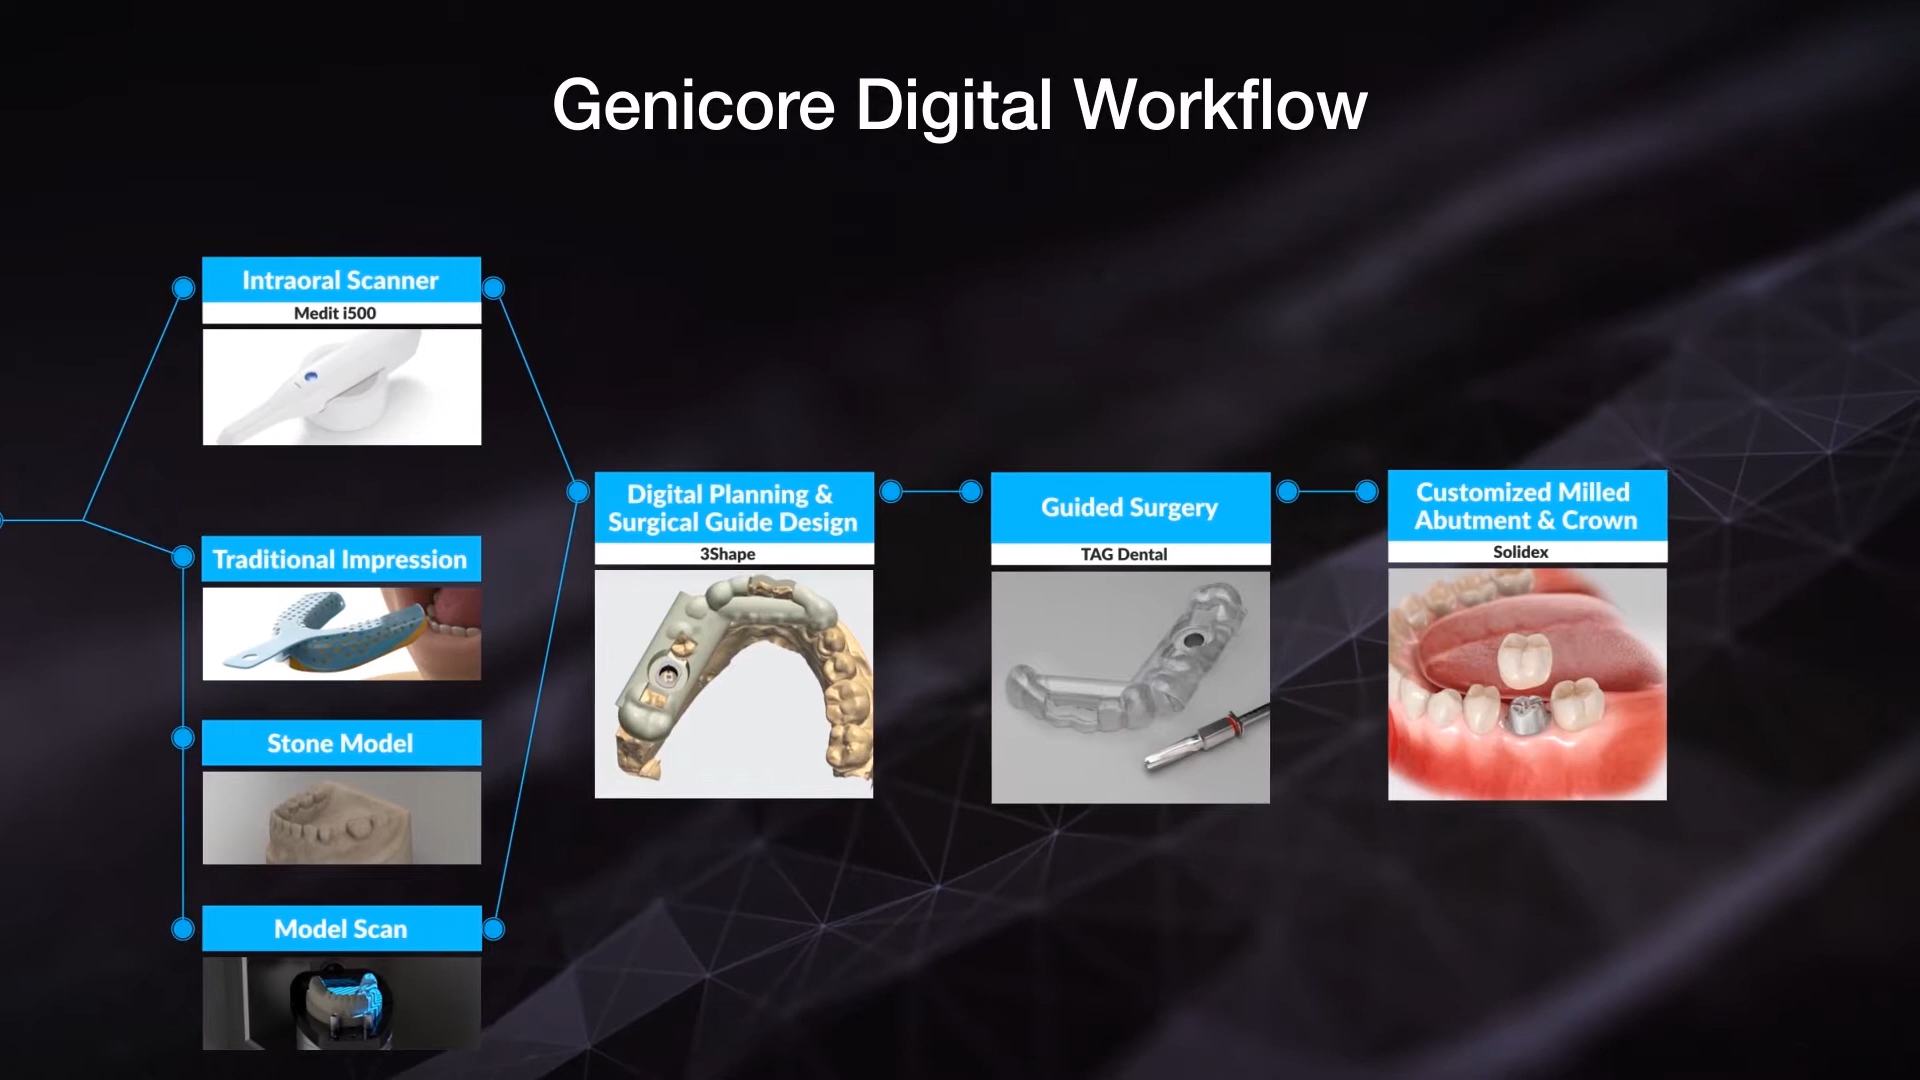 Genicore Digital Workflow
Intraoral Scanner
Medit i500
Traditional Impression
Stone Model
Model Scan
Digital Planning &
Surgical Guide Design
3Shape
Guided Surgery
TAG Dental
Customized Milled
Abutment & Crown
Solidex